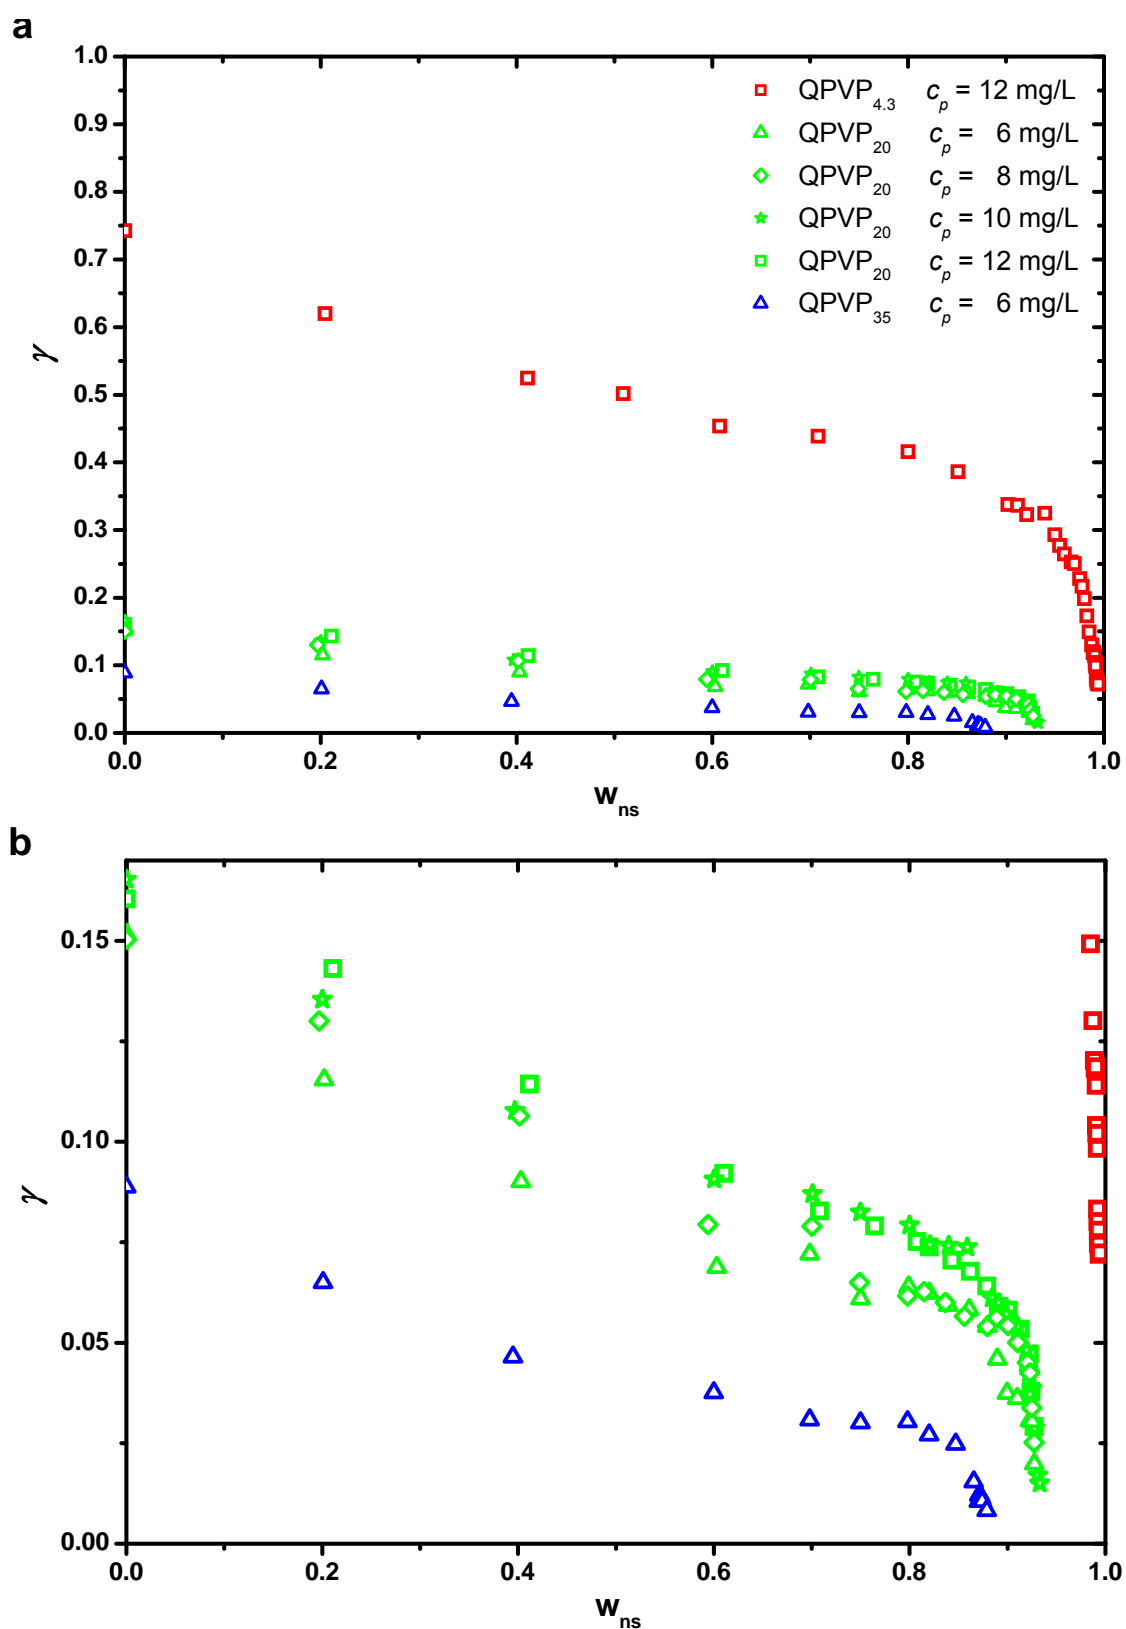 a
1.0
0.9
0.8
0.7
0.6
0.5
0.4
0.3
0.2
0.1
0.0
γ
QPVP4.3 cp = 12 mg/L
QPVP20 cp = 6 mg/L
QPVP20 cp = 8 mg/L
QPVP20 cp = 10 mg/L
QPVP20 cp = 12 mg/L
QPVP35 cp = 6 mg/L
0.0 0.2 0.4 0.6 0.8 1.0
wns
b
0.15
0.10
0.05
0.00
γ
0.0 0.2 0.4 0.6 0.8 1.0
wns